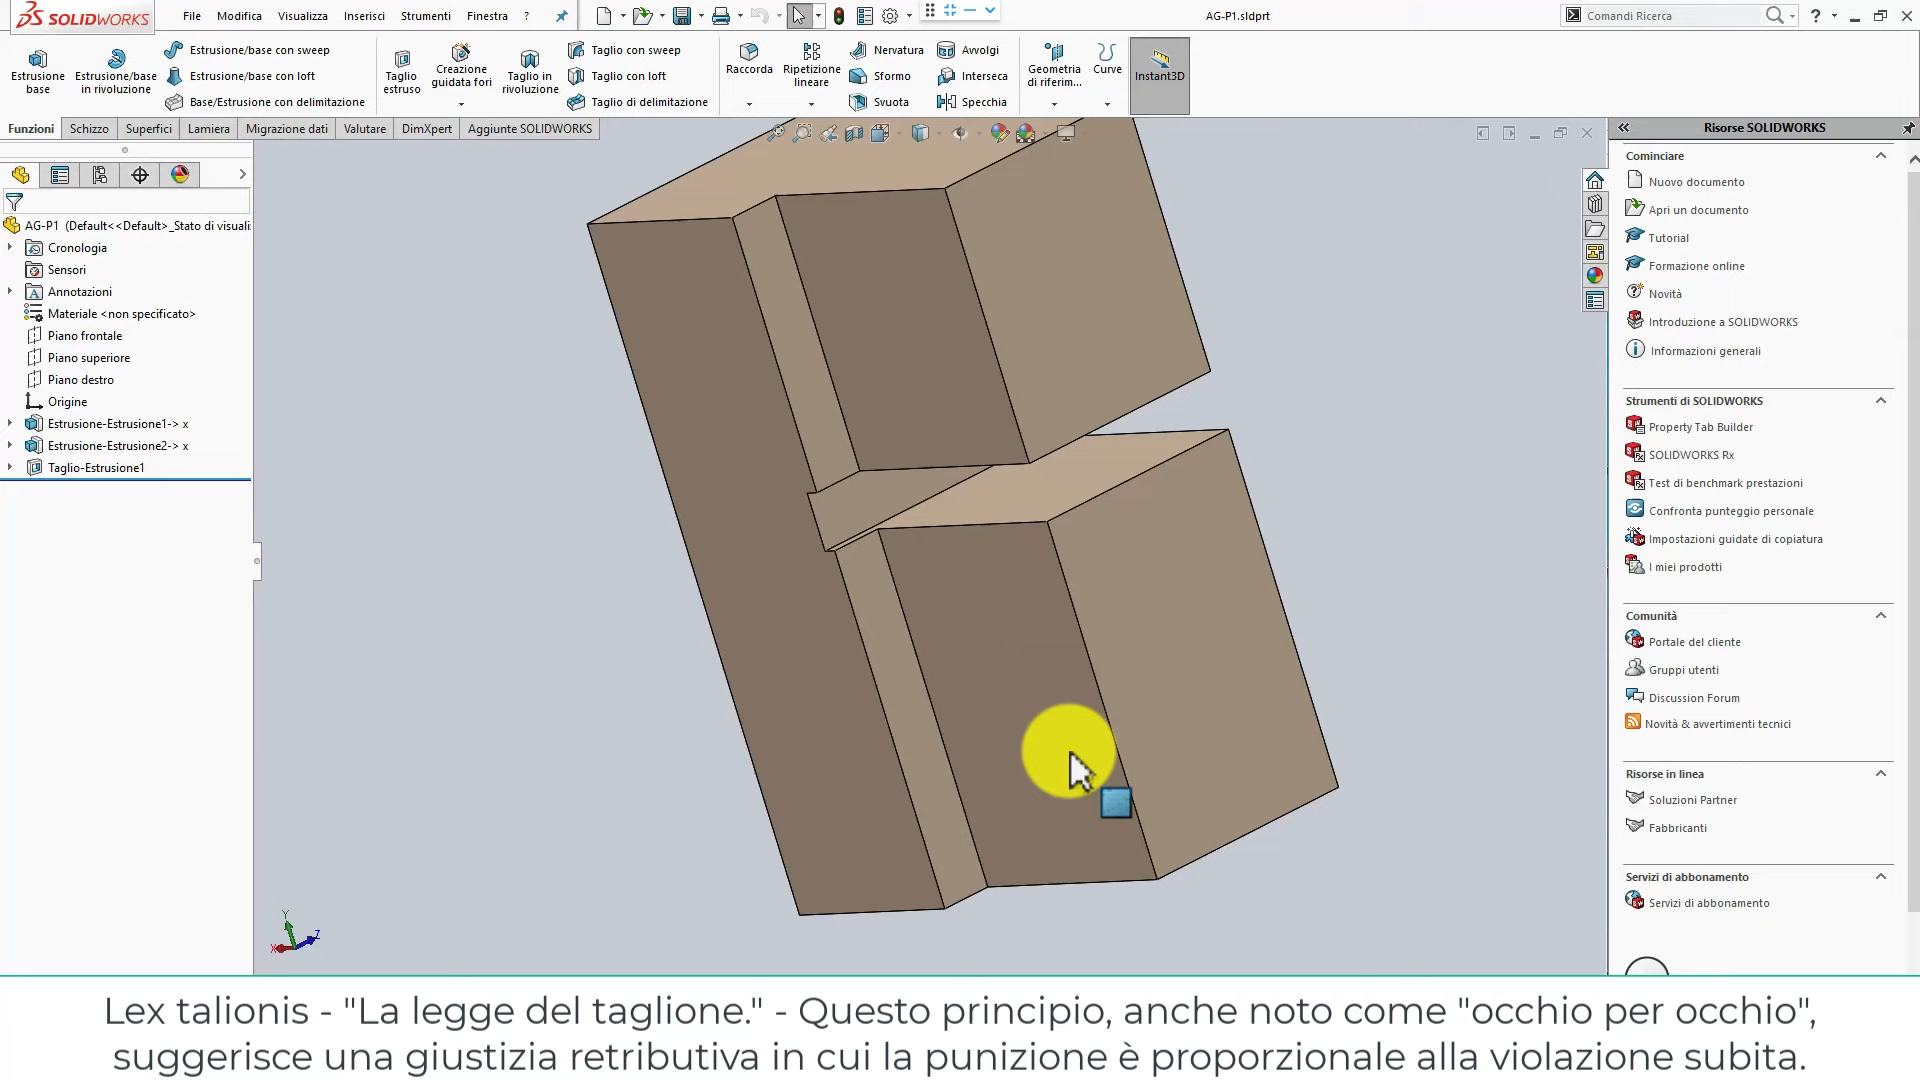 SOLIDWORKS
File Modifica Visualizza Inserisci Strumenti Finestra ?
AG-P1.sldprt
Comandi Ricerca
?
Estrusione
base
Estrusione/base
in rivoluzione
Estrusione/base con sweep
Estrusione/base con loft
Base/Estrusione con delimitazione
Taglio
estruso
Creazione
guidata fori
Taglio in
rivoluzione
Taglio con sweep
Taglio con loft
Taglio di delimitazione
Raccorda
Ripetizione
lineare
Nervatura
Sformo
Svuota
Avvolgi
Interseca
Specchia
Geometria
di riferim...
Curve
Instant3D
Funzioni Schizzo Superfici Lamiera Migrazione dati Valutare DimXpert Aggiunte SOLIDWORKS
AG-P1 (Default<<Default>_Stato di visuali
Cronologia
Sensori
Annotazioni
Materiale <non specificato>
Piano frontale
Piano superiore
Piano destro
Origine
Estrusione-Estrusione1-> x
Estrusione-Estrusione2-> x
Taglio-Estrusione1
Y
X
Z
Risorse SOLIDWORKS
Cominciare
Nuovo documento
Apri un documento
Tutorial
Formazione online
Novità
Introduzione a SOLIDWORKS
Informazioni generali
Strumenti di SOLIDWORKS
Property Tab Builder
SOLIDWORKS Rx
Test di benchmark prestazioni
Confronta punteggio personale
Impostazioni guidate di copiatura
I miei prodotti
Comunità
Portale del cliente
Gruppi utenti
Discussion Forum
Novità & avvertimenti tecnici
Risorse in linea
Soluzioni Partner
Fabbricanti
Servizi di abbonamento
Servizi di abbonamento
Lex talionis - "La legge del taglione." - Questo principio, anche noto come "occhio per occhio",
suggerisce una giustizia retributiva in cui la punizione è proporzionale alla violazione subita.